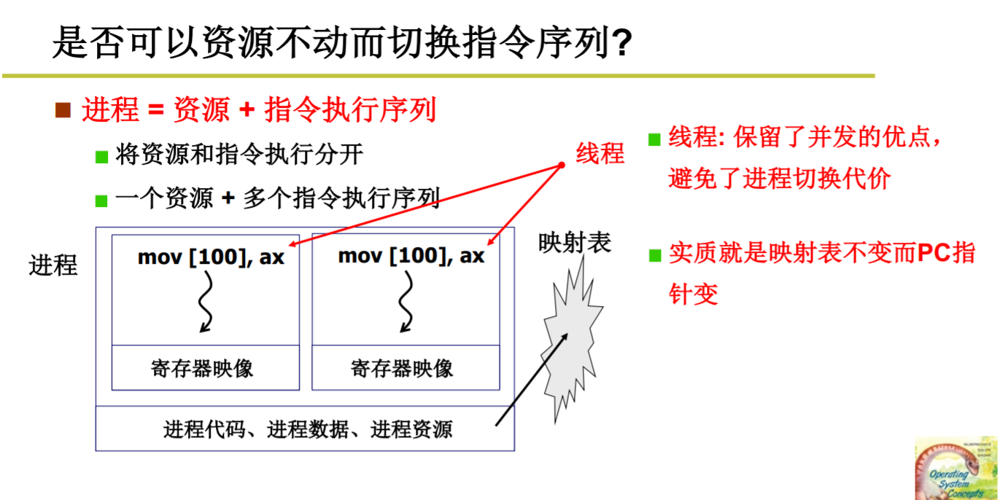 是否可以资源不动而切换指令序列?
进程 = 资源 + 指令执行序列
将资源和指令执行分开
一个资源 + 多个指令执行序列
线程
线程: 保留了并发的优点，
避免了进程切换代价
实质就是映射表不变而PC指
针变
进程
mov [100], ax
mov [100], ax
映射表
寄存器映像
寄存器映像
进程代码、进程数据、进程资源
Operating
System
Concepts